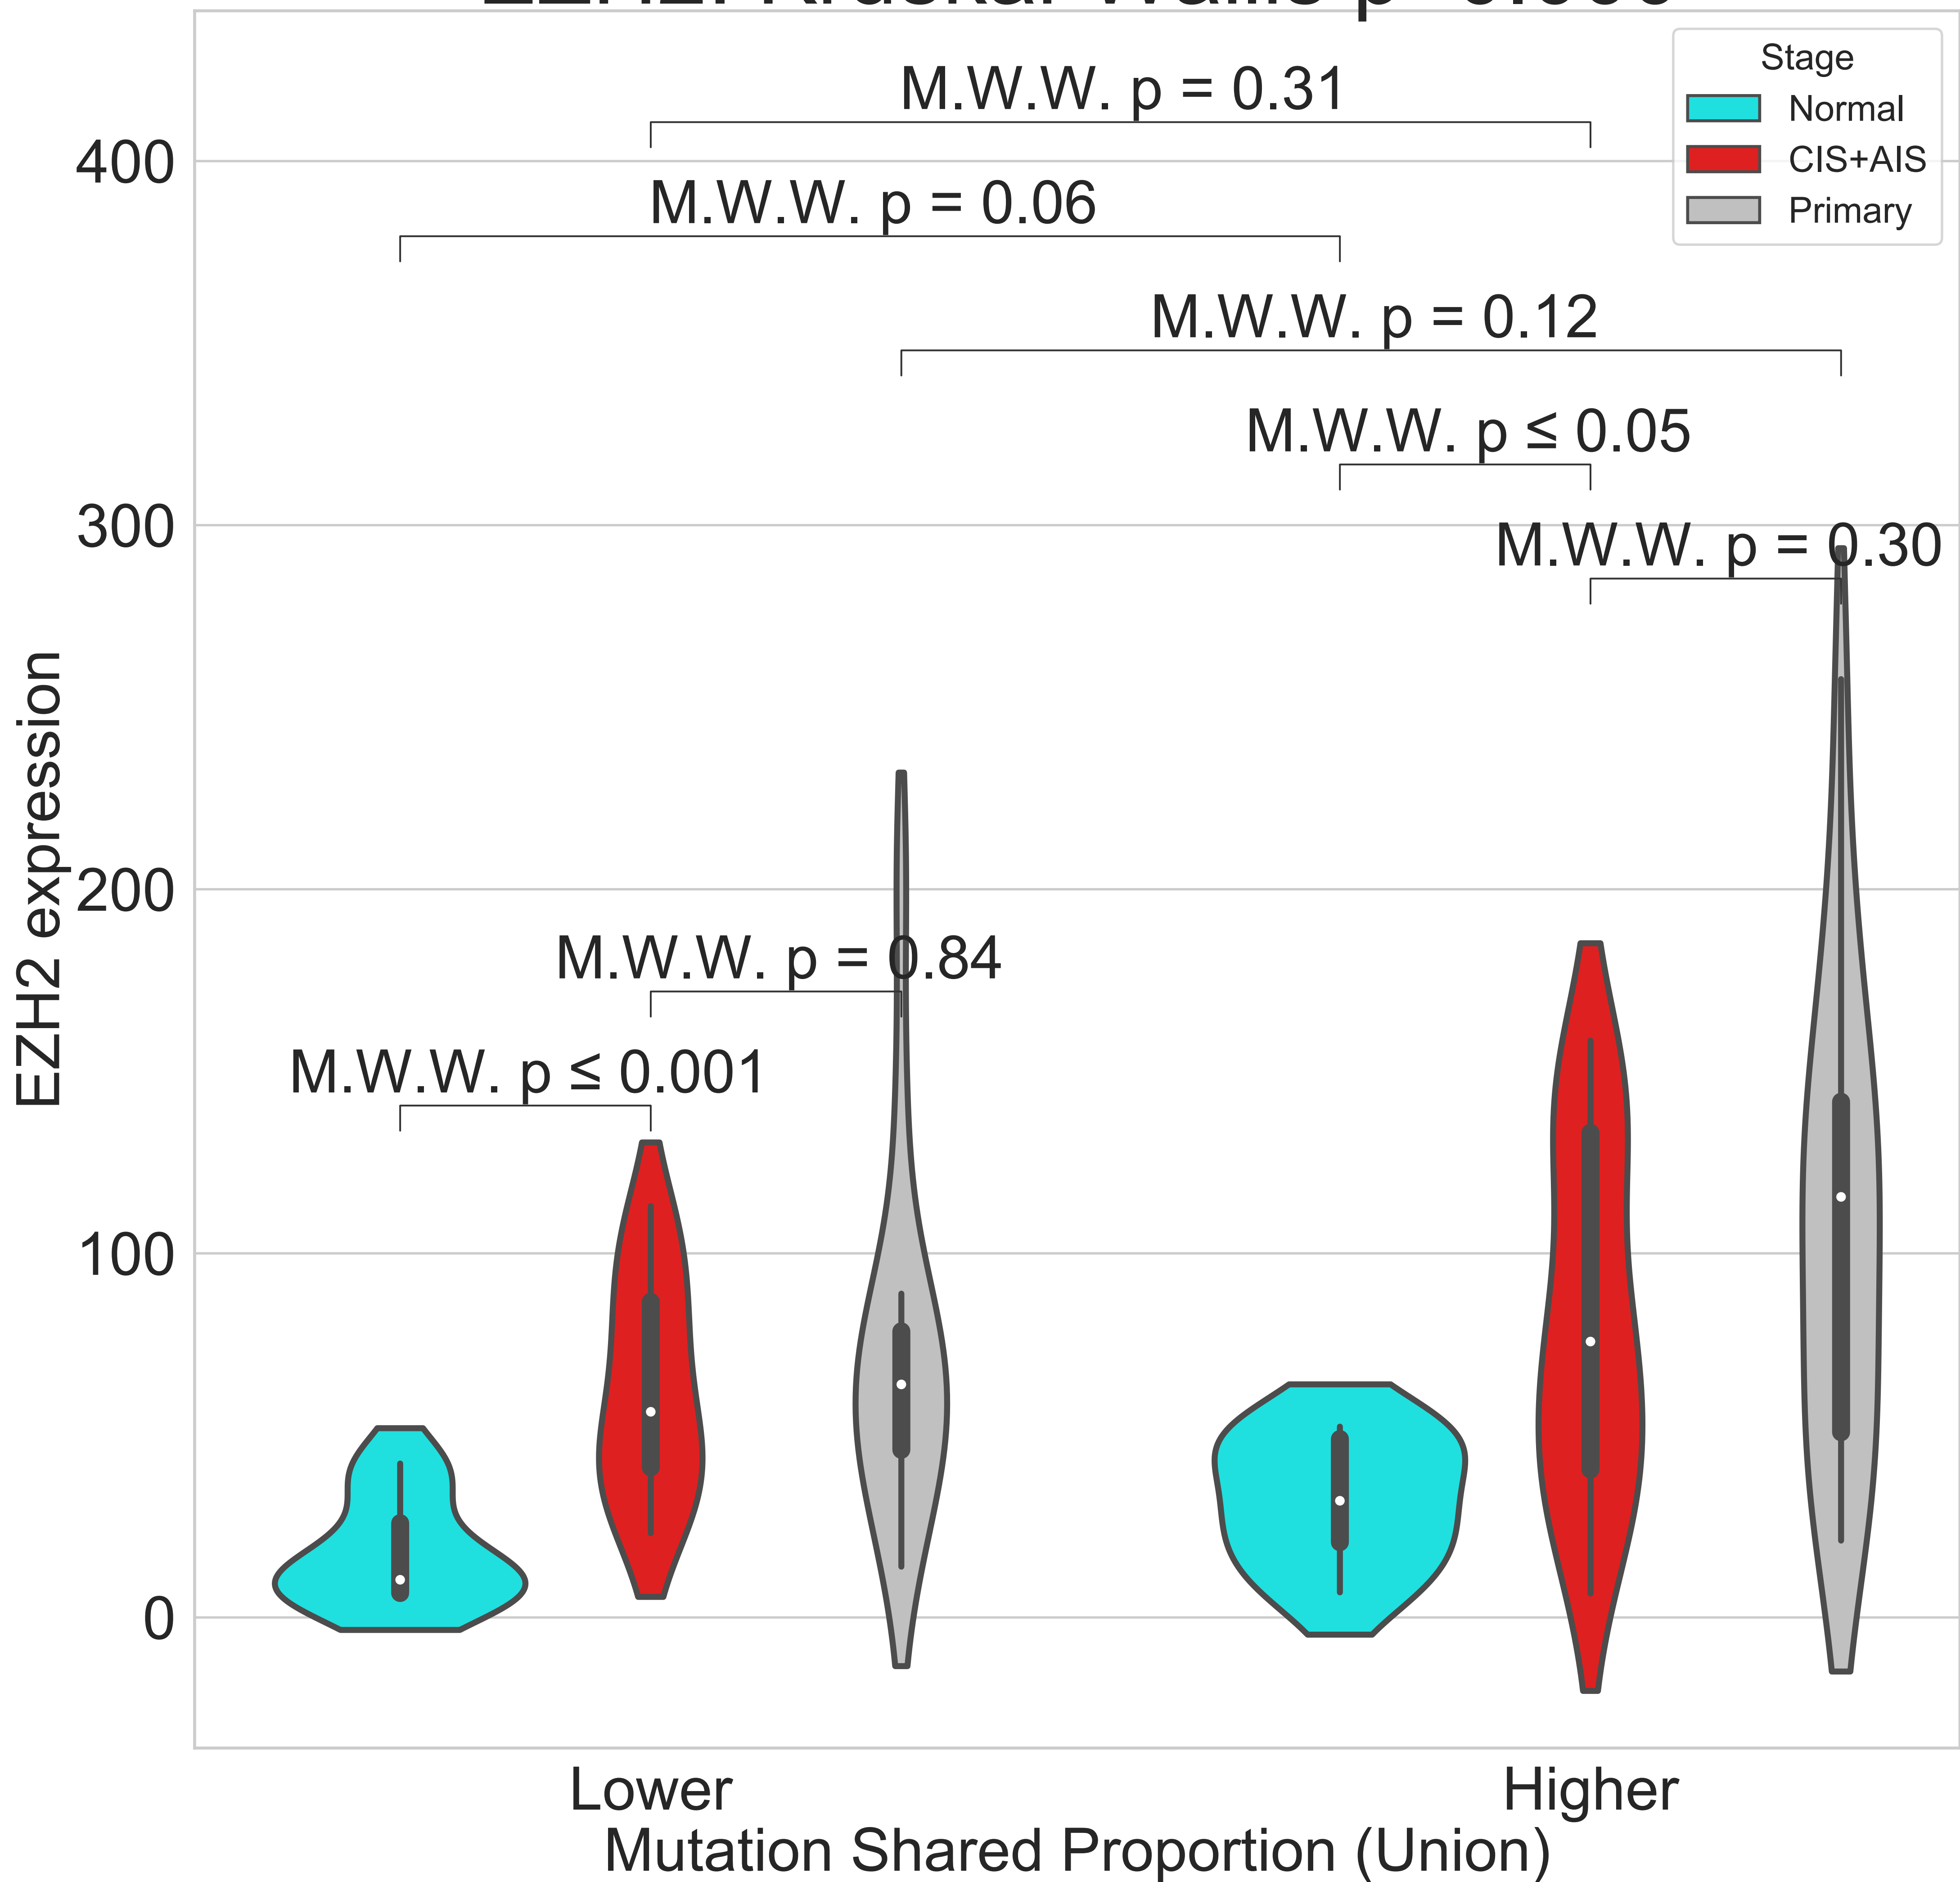 Stage
Normal
CIS+AIS
Primary
M.W.W. p = 0.31
M.W.W. p = 0.06
M.W.W. p = 0.12
M.W.W. p ≤ 0.05
M.W.W. p = 0.30
M.W.W. p = 0.84
M.W.W. p ≤ 0.001
400
300
200
100
0
EZH2 expression
Lower
Higher
Mutation Shared Proportion (Union)